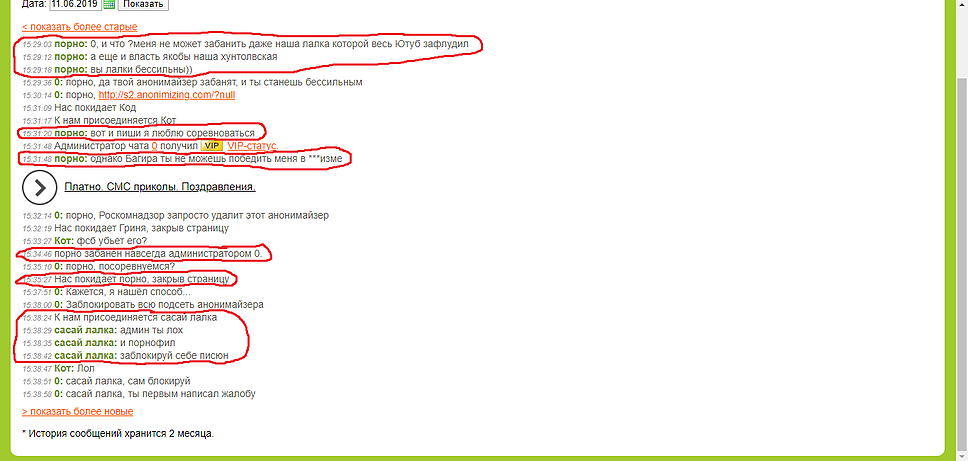 Дата: 11.06.2019 Показать
< показать более старые
15:29:03 порно: 0, и что ?меня не может забанить даже наша лалка которой весь Ютуб зафлудил
15:29:12 порно: а еще и власть якобы наша хунтолвская
15:29:18 порно: вы лалки бессильны))
15:29:36 0: порно, да твой анонимайзер забанят, и ты станешь бессильным
15:30:14 0: порно, http://s2.anonimizing.com/?null
15:31:09 Нас покидает Код
15:31:17 К нам присоединяется Кот
15:31:20 порно: вот и пиши я люблю соревноваться
15:31:48 Администратор чата 0 получил VIP VIP-статус.
15:31:48 порно: однако Багира ты не можешь победить меня в ***изме
Платно. СМС приколы. Поздравления.
15:32:14 0: порно, Роскомнадзор запросто удалит этот анонимайзер
15:32:19 Нас покидает Гриня, закрыв страницу
15:33:27 Кот: фсб убьет его?
15:34:46 порно забанен навсегда администратором 0.
15:35:10 0: порно, посоревнуемся?
15:35:27 Нас покидает порно, закрыв страницу
15:37:51 0: Кажется, я нашёл способ...
15:38:00 0: Заблокировать всю подсеть анонимайзера
15:38:24 К нам присоединяется сасай лалка
15:38:29 сасай лалка: админ ты лох
15:38:35 сасай лалка: и порнофил
15:38:42 сасай лалка: заблокируй себе писюн
15:38:47 Кот: Лол
15:38:51 0: сасай лалка, сам блокируй
15:38:58 0: сасай лалка, ты первым написал жалобу
> показать более новые
* История сообщений хранится 2 месяца.